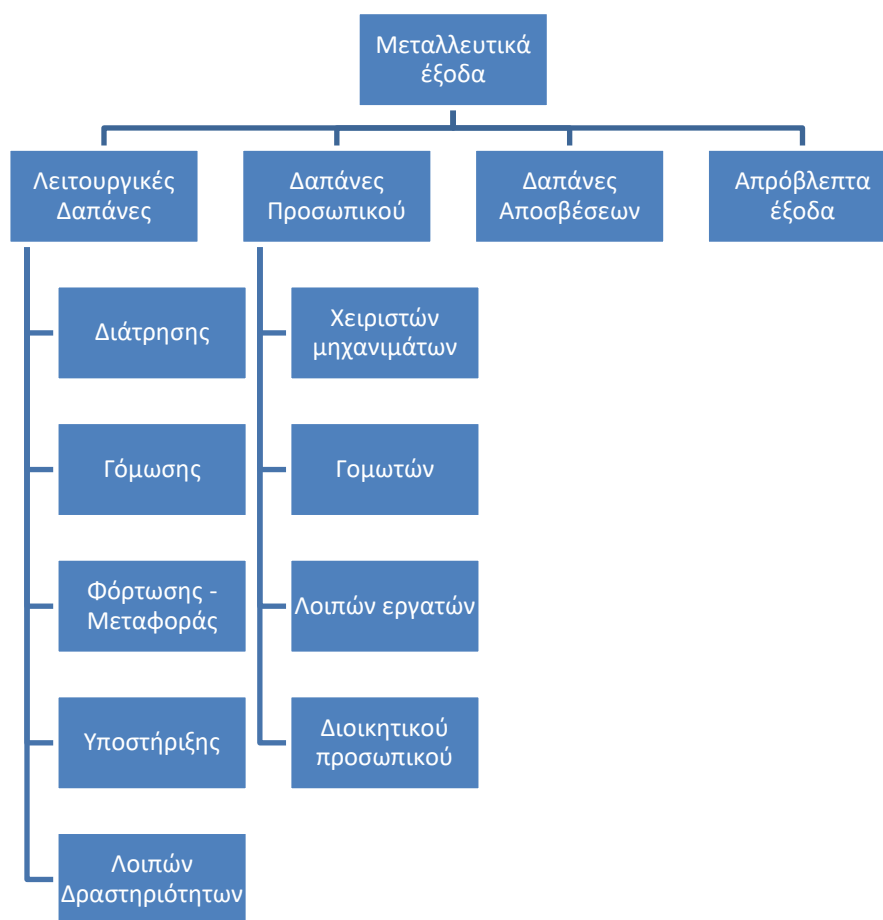 Μεταλλευτικά
έξοδα
Λειτουργικές
Δαπάνες
Δαπάνες
Προσωπικού
Δαπάνες
Αποσβέσεων
Απρόβλεπτα
έξοδα
Διάτρησης
Γόμωσης
Φόρτωσης -
Μεταφοράς
Υποστήριξης
Λοιπών
Δραστηριότητων
Χειριστών
μηχανιμάτων
Γομωτών
Λοιπών εργατών
Διοικητικού
προσωπικού